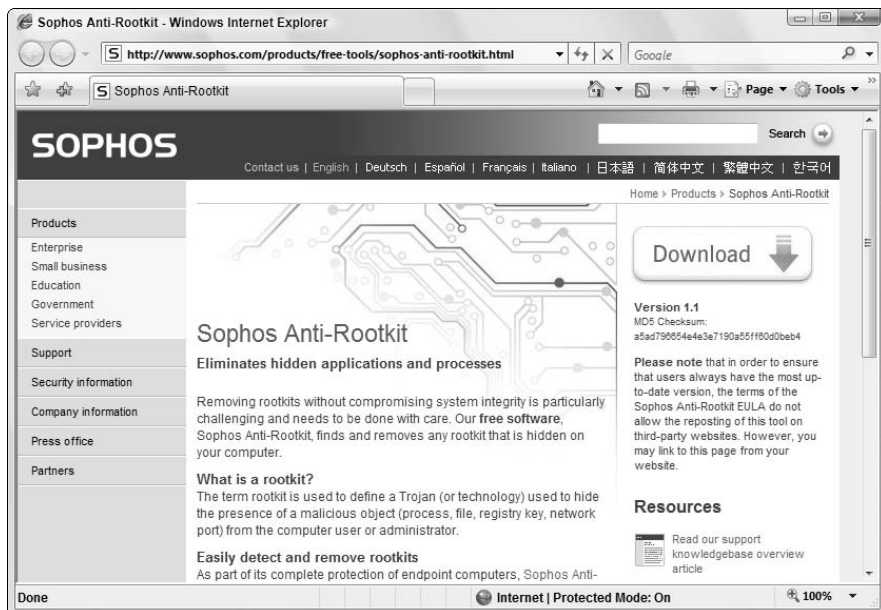 Sophos Anti-Rootkit - Windows Internet Explorer
S http://www.sophos.com/products/free-tools/sophos-anti-rootkit.html
Google
S Sophos Anti-Rootkit
Page
Tools
SOPHOS
Search
Contact us | English | Deutsch | Español | Français | Italiano | 日本語 | 简体中文 | 繁體中文 | 한국어
Home > Products > Sophos Anti-Rootkit
Products
Enterprise
Small business
Education
Government
Service providers
Support
Security information
Company information
Press office
Partners
Sophos Anti-Rootkit
Eliminates hidden applications and processes
Removing rootkits without compromising system integrity is particularly
challenging and needs to be done with care. Our free software,
Sophos Anti-Rootkit, finds and removes any rootkit that is hidden on
your computer.
What is a rootkit?
The term rootkit is used to define a Trojan (or technology) used to hide
the presence of a malicious object (process, file, registry key, network
port) from the computer user or administrator.
Easily detect and remove rootkits
As part of its complete protection of endpoint computers, Sophos Anti-
Download
Version 1.1
MD5 Checksum:
a5ad796654e4e3e7190a55ff60d0beb4
Please note that in order to ensure
that users always have the most up-
to-date version, the terms of the
Sophos Anti-Rootkit EULA do not
allow the reposting of this tool on
third-party websites. However, you
may link to this page from your
website.
Resources
Read our support
knowledgebase overview
article
Done
Internet | Protected Mode: On
100%